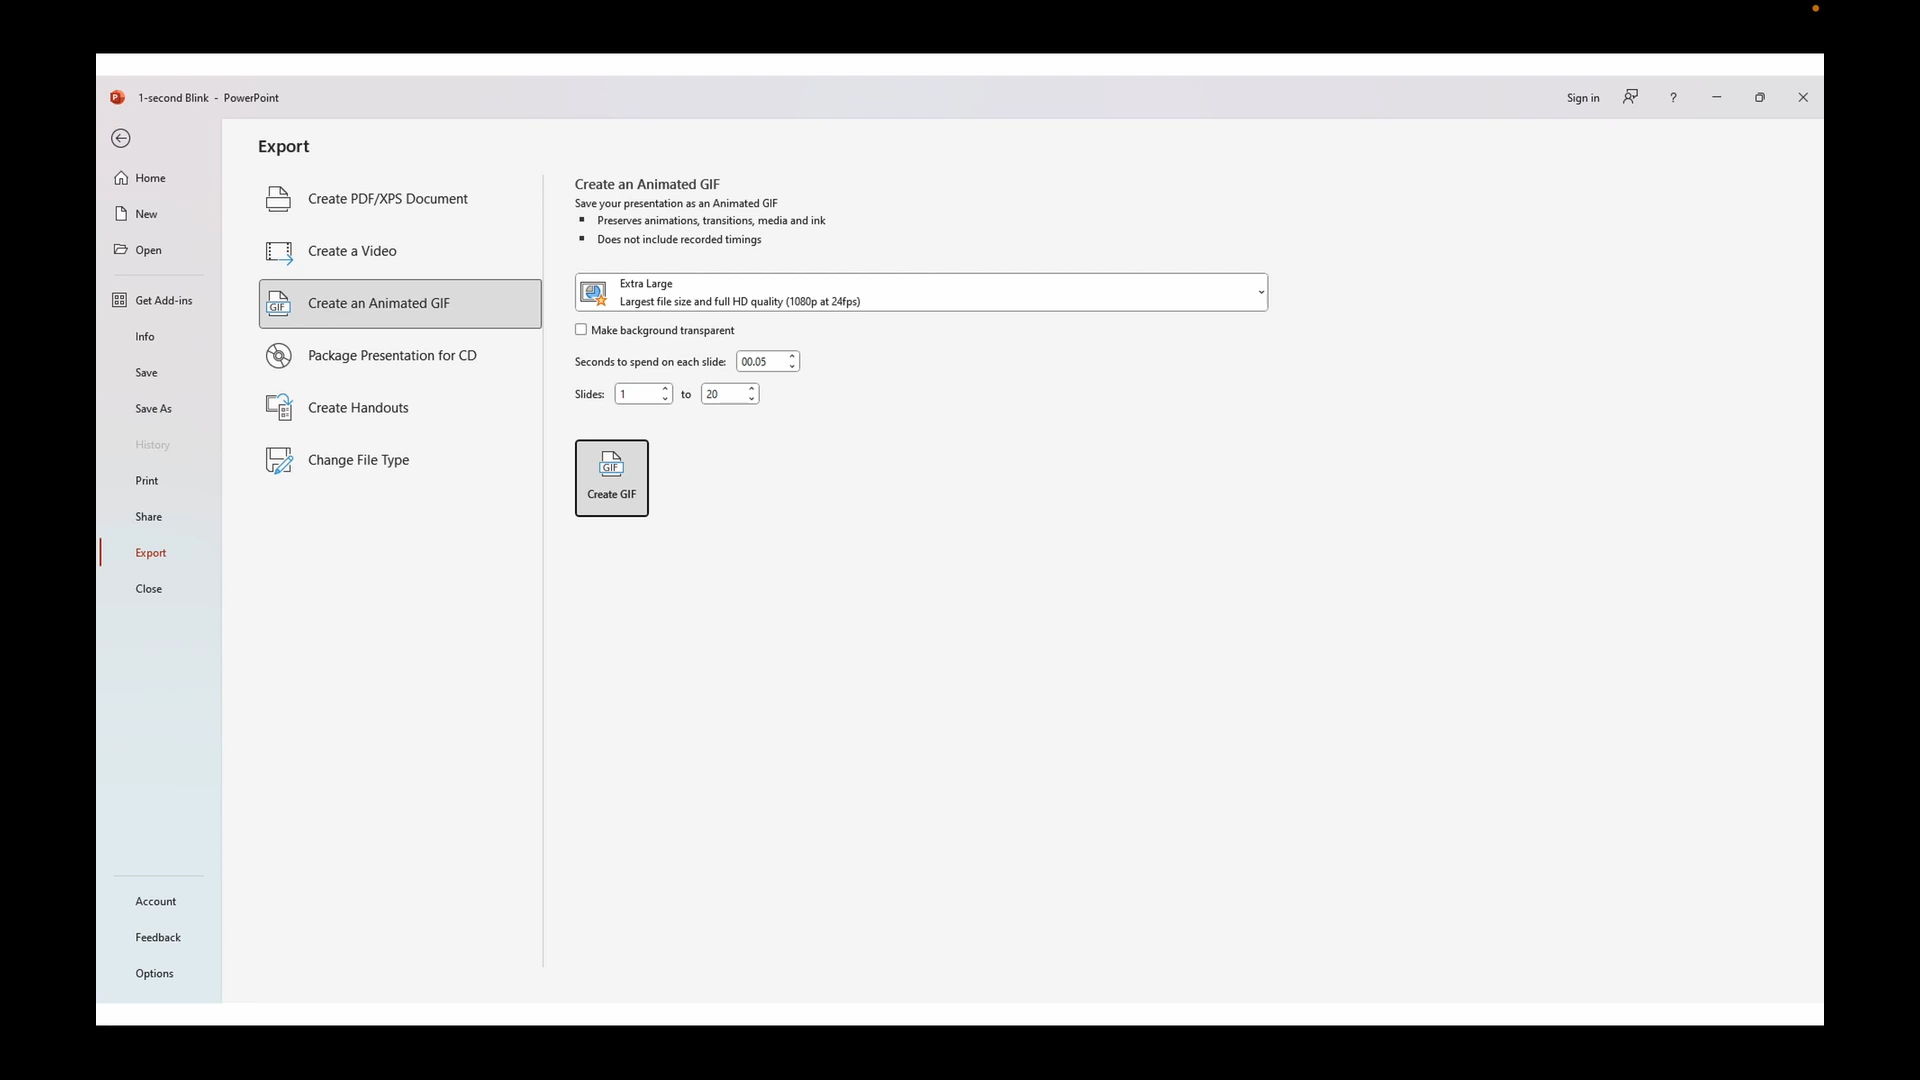 1-second Blink - PowerPoint
Sign in
?
Home
New
Open
Get Add-ins
Info
Save
Save As
History
Print
Share
Export
Close
Account
Feedback
Options
Export
Create PDF/XPS Document
Create a Video
GIF Create an Animated GIF
Package Presentation for CD
Create Handouts
Change File Type
Create an Animated GIF
Save your presentation as an Animated GIF
▪ Preserves animations, transitions, media and ink
▪ Does not include recorded timings
Extra Large
Largest file size and full HD quality (1080p at 24fps)
Make background transparent
Seconds to spend on each slide: 00.05
Slides: 1 to 20
GIF
Create GIF